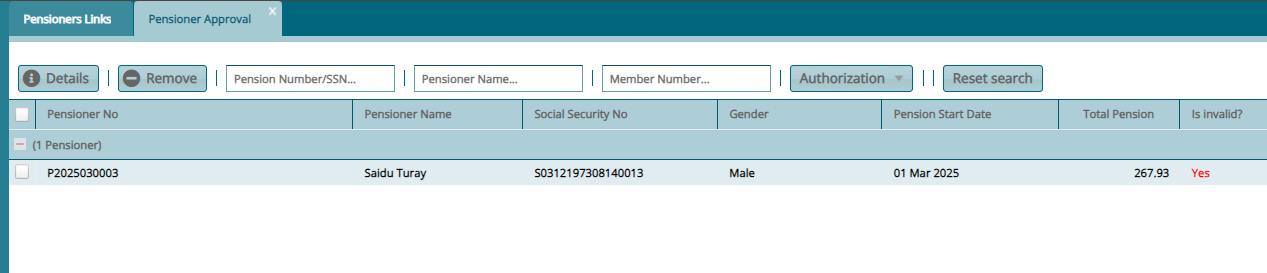 Pensioners Links Pensioner Approval x
Details Remove Pension Number/SSN... Pensioner Name... Member Number... Authorization Reset search
Pensioner No Pensioner Name Social Security No Gender Pension Start Date Total Pension Is invalid?
(1 Pensioner)
P2025030003 Saidu Turay S0312197308140013 Male 01 Mar 2025 267.93 Yes